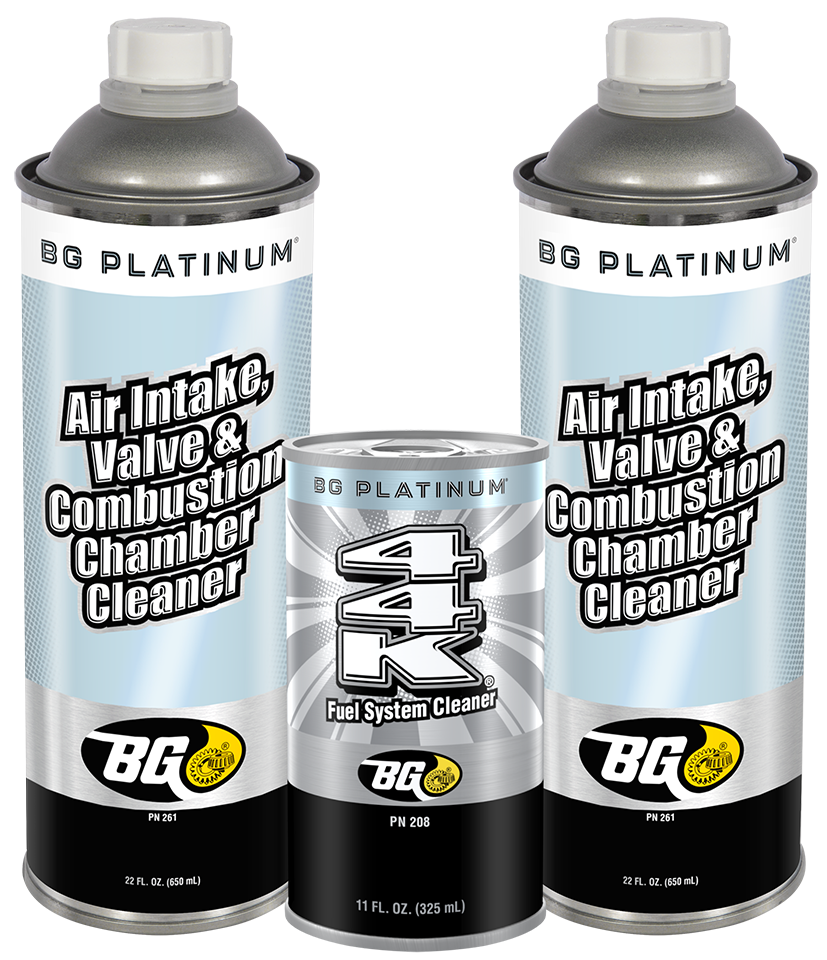 BG PLATINUM®
Air Intake,
Valve &
Combustion
Chamber
Cleaner
BG®
PN 261
22 FL. OZ. (650 mL)
BG PLATINUM®
44K®
Fuel System Cleaner
BG®
PN 208
11 FL. OZ. (325 mL)
BG PLATINUM®
Air Intake,
Valve &
Combustion
Chamber
Cleaner
BG®
PN 261
22 FL. OZ. (650 mL)